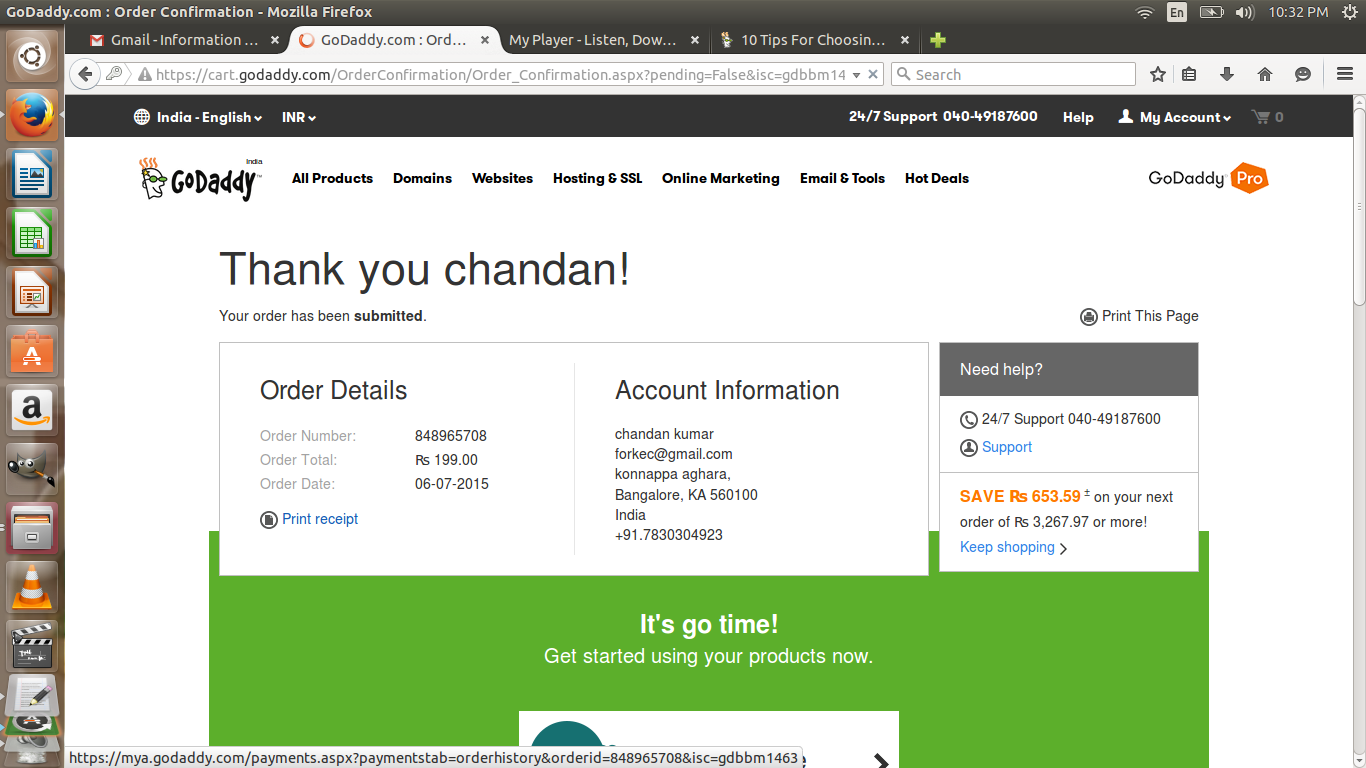 GoDaddy.com : Order Confirmation - Mozilla Firefox
En
10:32 PM
Gmail - Information ...
GoDaddy.com : Ord...
My Player - Listen, Dow...
10 Tips For Choosin...
https://cart.godaddy.com/OrderConfirmation/Order_Confirmation.aspx?pending=False&isc=gdbbm14
Search
India - English
INR
24/7 Support 040-49187600
Help
My Account
0
GoDaddy™
India
All Products
Domains
Websites
Hosting & SSL
Online Marketing
Email & Tools
Hot Deals
GoDaddy Pro
Thank you chandan!
Your order has been submitted.
Print This Page
Order Details
Order Number: 848965708
Order Total: ₨ 199.00
Order Date: 06-07-2015
Print receipt
Account Information
chandan kumar
forkec@gmail.com
konnappa aghara,
Bangalore, KA 560100
India
+91.7830304923
Need help?
24/7 Support 040-49187600
Support
SAVE ₨ 653.59 ± on your next
order of ₨ 3,267.97 or more!
Keep shopping
It's go time!
Get started using your products now.
https://mya.godaddy.com/payments.aspx?paymentstab=orderhistory&orderid=848965708&isc=gdbbm1463